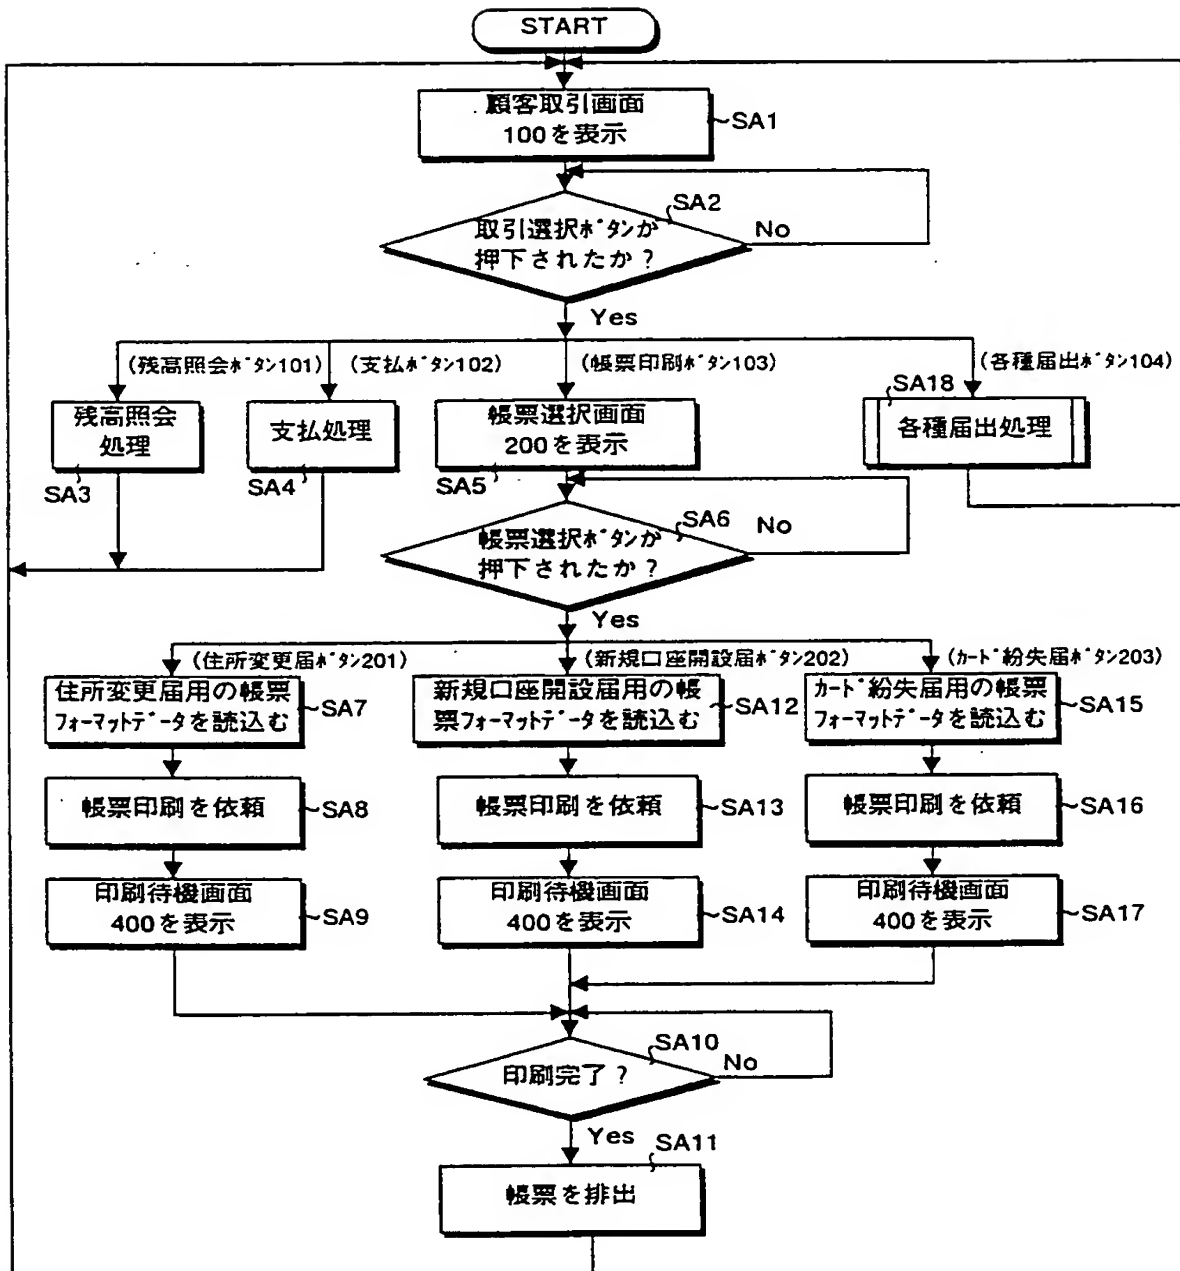 START
顧客取引画面
100を表示
SA1
SA2
取引選択ボタンが
押下されたか？
No
Yes
(残高照会ボタン101)
(支払ボタン102)
(帳票印刷ボタン103)
(各種届出ボタン104)
SA18
残高照会
処理
支払処理
帳票選択画面
200を表示
各種届出処理
SA3
SA4
SA5
SA6
帳票選択ボタンが
押下されたか？
No
Yes
(住所変更届ボタン201)
(新規口座開設届ボタン202)
(カード紛失届ボタン203)
住所変更届用の帳票
フォーマットデータを読込む
SA7
新規口座開設届用の帳
票フォーマットデータを読込む
SA12
カード紛失届用の帳票
フォーマットデータを読込む
SA15
帳票印刷を依頼
SA8
帳票印刷を依頼
SA13
帳票印刷を依頼
SA16
印刷待機画面
400を表示
SA9
印刷待機画面
400を表示
SA14
印刷待機画面
400を表示
SA17
SA10
印刷完了？
No
Yes
SA11
帳票を排出